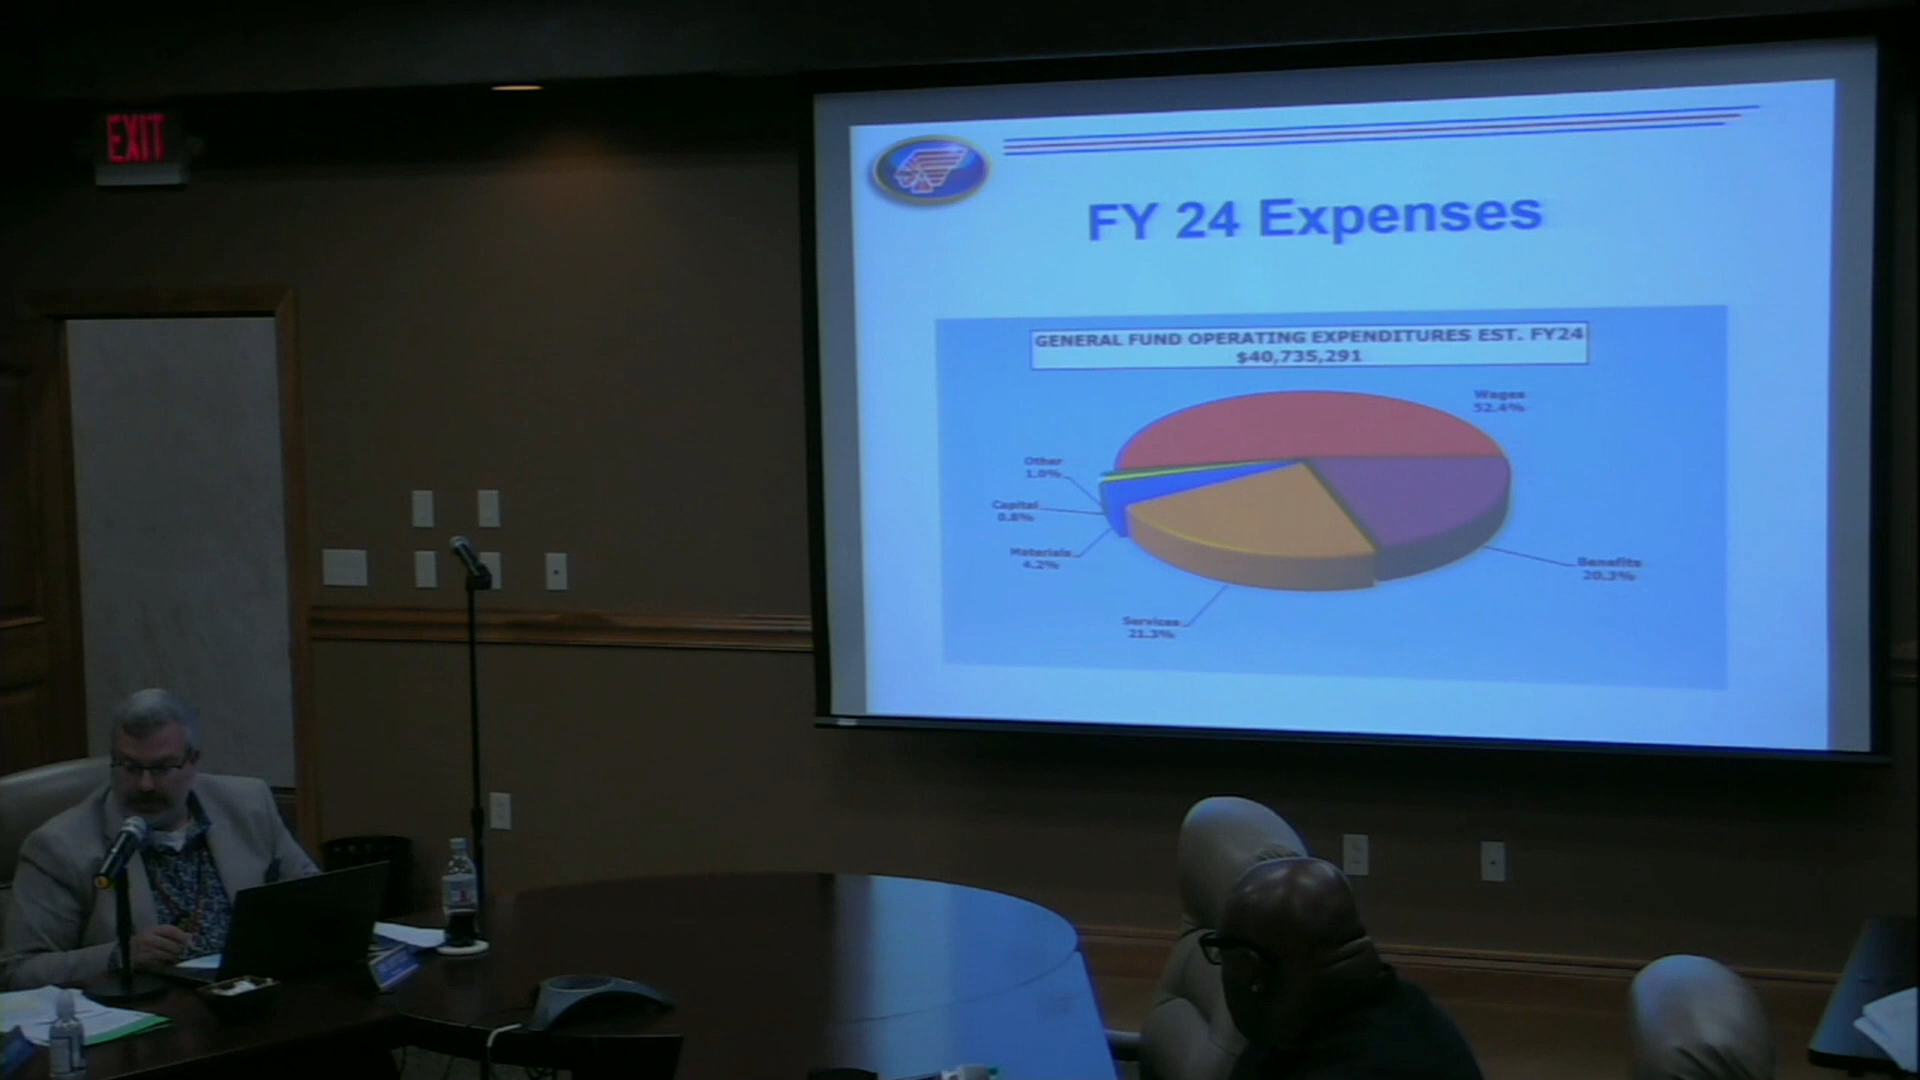 EXIT
FY 24 Expenses
GENERAL FUND OPERATING EXPENDITURES EST. FY24
$40,735,291
Wages
52.4%
Other
1.0%
Capital
0.8%
Materials
4.2%
Benefits
20.3%
Services
21.3%